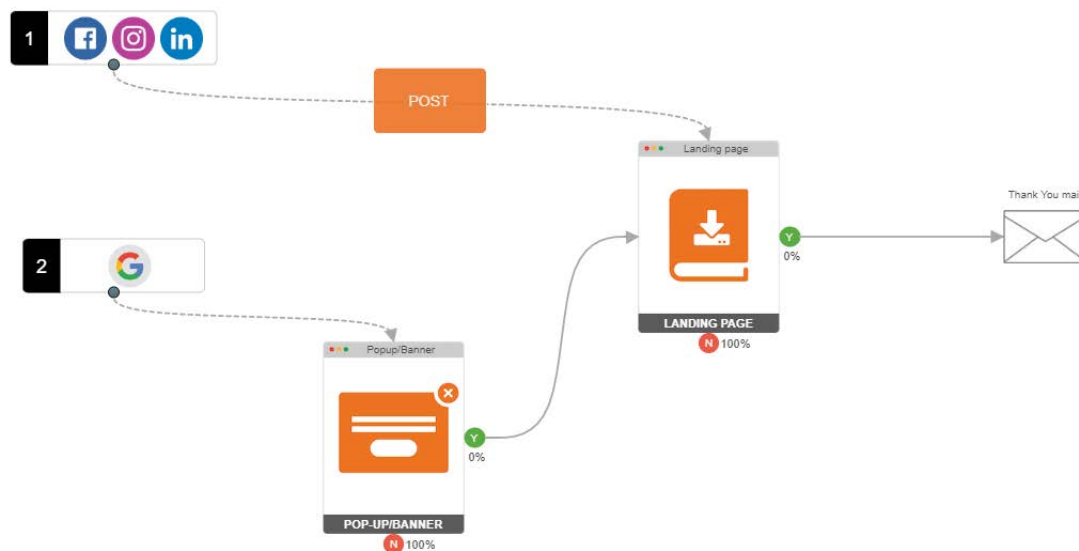 1
in
POST
Landing page
Thank You mai
Y
0%
LANDING PAGE
N 100%
2
G
Popup/Banner
Y
0%
POP-UP/BANNER
N 100%